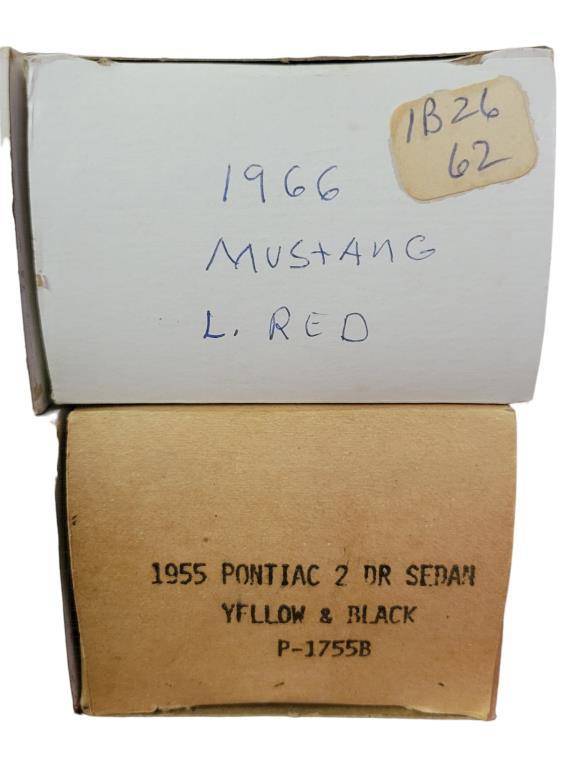 1B26
62
1966
MUStANG
L. RED
1955 PONTIAC 2 DR SEDAN
YELLOW & BLACK
P-1755B